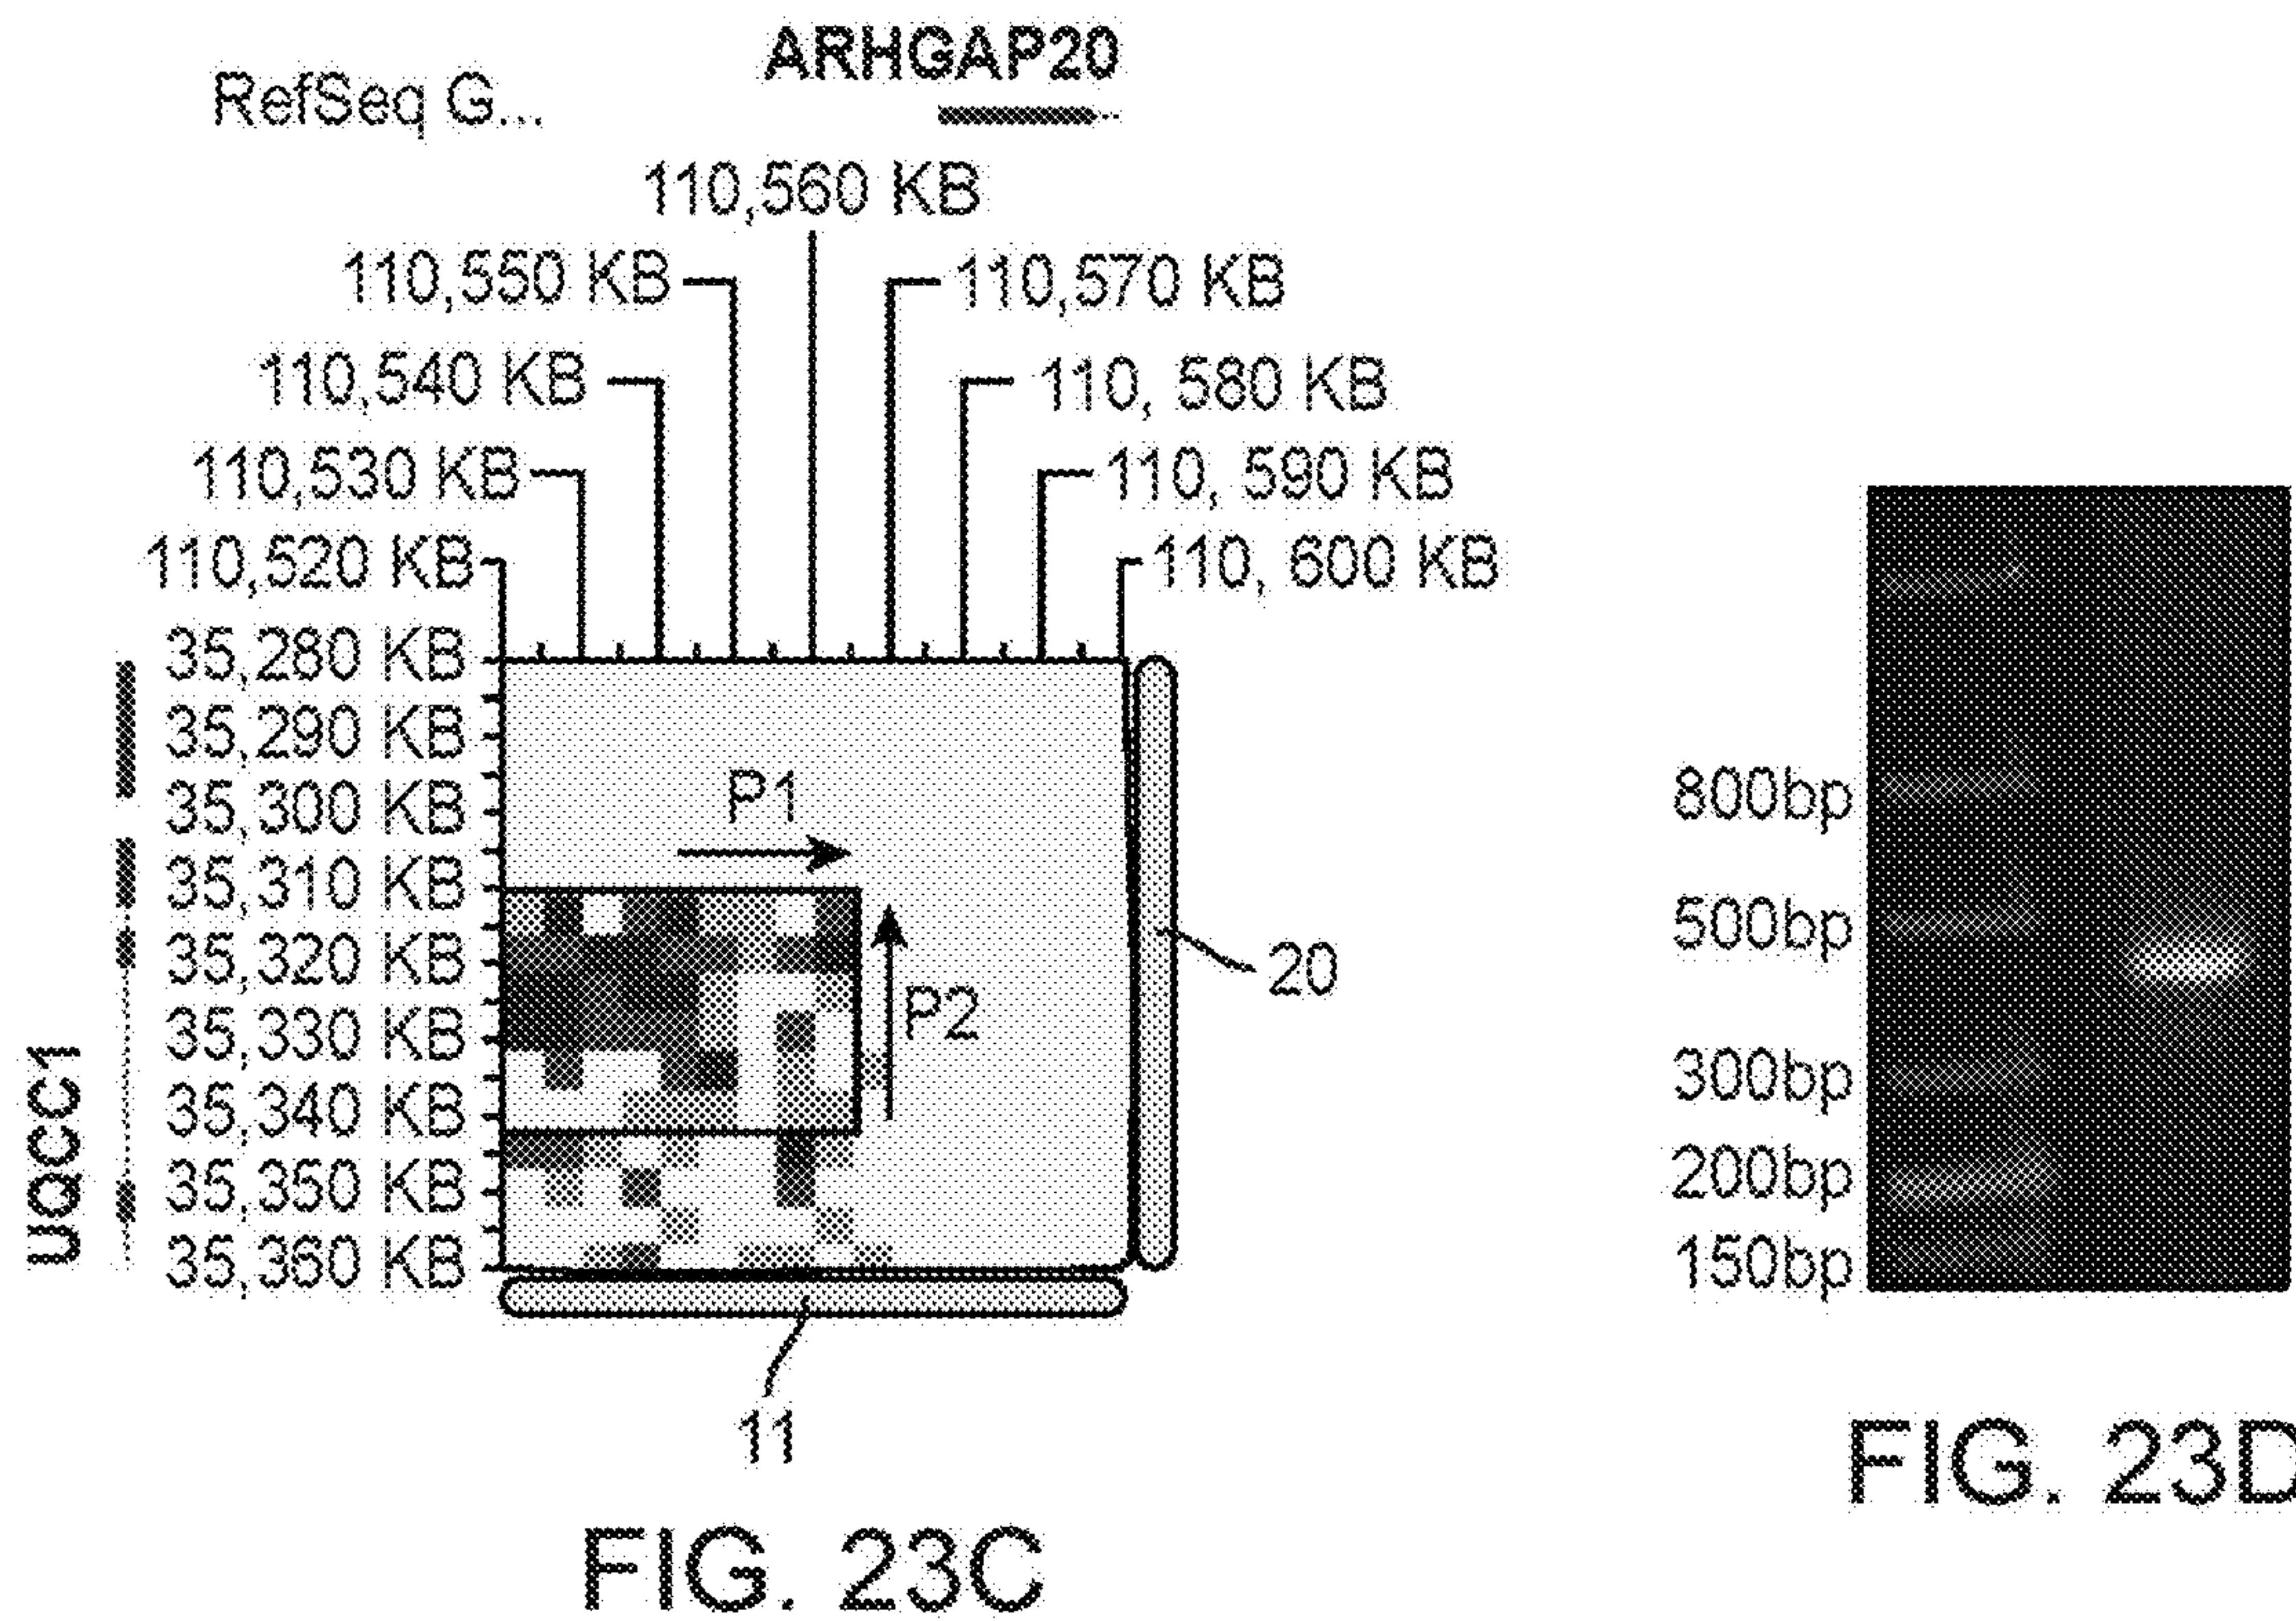 ARHGAP20
RefSeq G...
110,560 KB
110,550 KB
110,570 KB
110,540 KB
110, 580 KB
110,530 KB
110, 590 KB
110,520 KB
110, 600 KB
35,280 KB
35,290 KB
35,300 KB
35,310 KB
35,320 KB
35,330 KB
35,340 KB
35,350 KB
35,360 KB
UQCC1
P1
P2
20
11
FIG. 23C
800bp
500bp
300bp
200bp
150bp
FIG. 23D